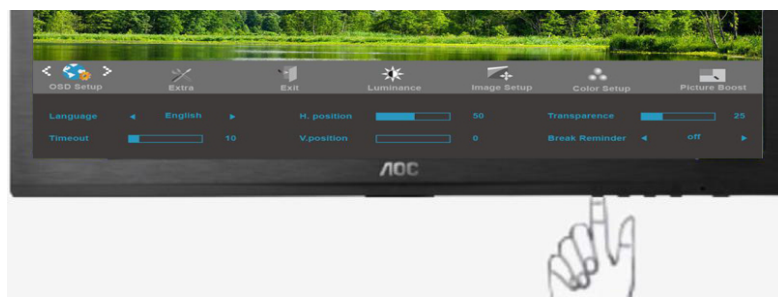 OSD Setup Extra Exit Luminance Image Setup Color Setup Picture Boost
Language English H. position 50 Transparence 25
Timeout 10 V.position 0 Break Reminder off
AOC